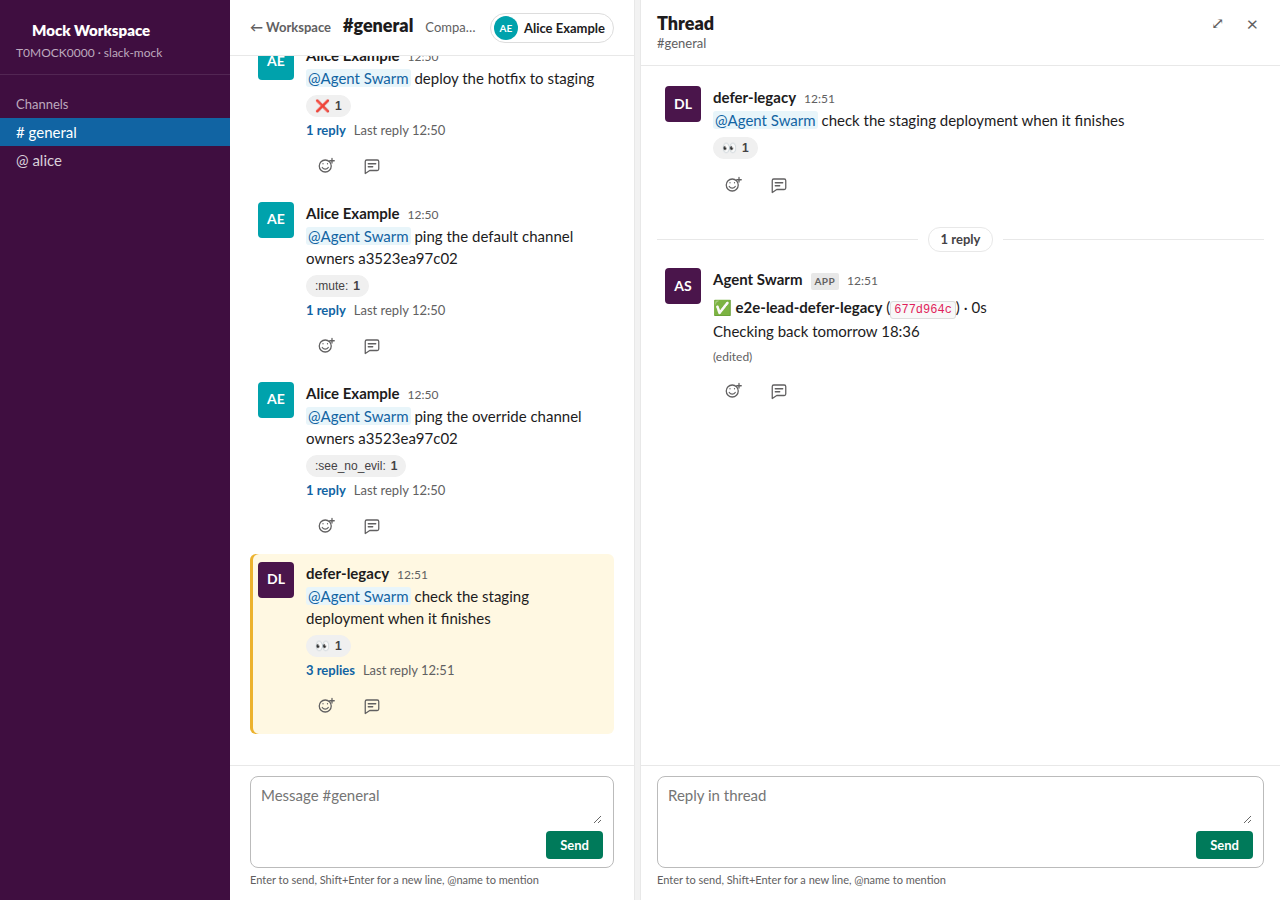 Mock Workspace
T0MOCK0000 · slack-mock
Channels
# general
@ alice
← Workspace #general Compa... AE Alice Example
AE Alice Example 12:50
@Agent Swarm deploy the hotfix to staging
❌ 1
1 reply Last reply 12:50
AE Alice Example 12:50
@Agent Swarm ping the default channel
owners a3523ea97c02
:mute: 1
1 reply Last reply 12:50
AE Alice Example 12:50
@Agent Swarm ping the override channel
owners a3523ea97c02
:see_no_evil: 1
1 reply Last reply 12:50
DL defer-legacy 12:51
@Agent Swarm check the staging
deployment when it finishes
👀 1
3 replies Last reply 12:51
Message #general
Send
Enter to send, Shift+Enter for a new line, @name to mention
Thread
#general
DL defer-legacy 12:51
@Agent Swarm check the staging deployment when it finishes
👀 1
1 reply
AS Agent Swarm APP 12:51
✅ e2e-lead-defer-legacy (677d964c) · 0s
Checking back tomorrow 18:36
(edited)
Reply in thread
Send
Enter to send, Shift+Enter for a new line, @name to mention